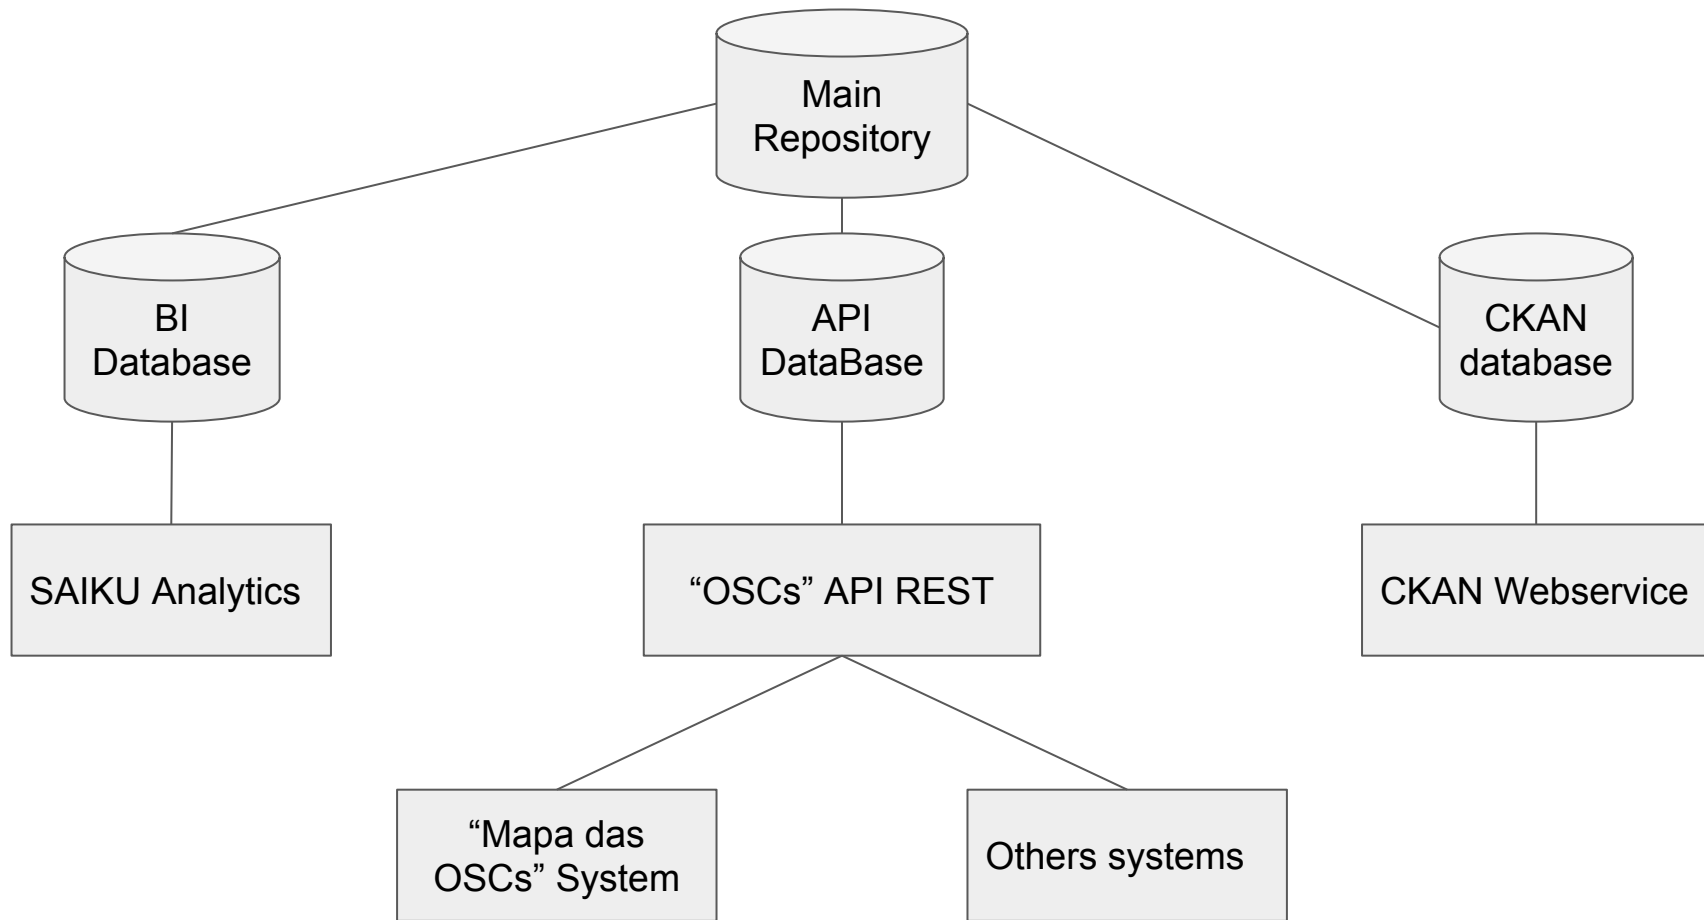 Main
Repository
BI
Database
API
DataBase
CKAN
database
SAIKU Analytics
“OSCs” API REST
CKAN Webservice
“Mapa das
OSCs” System
Others systems